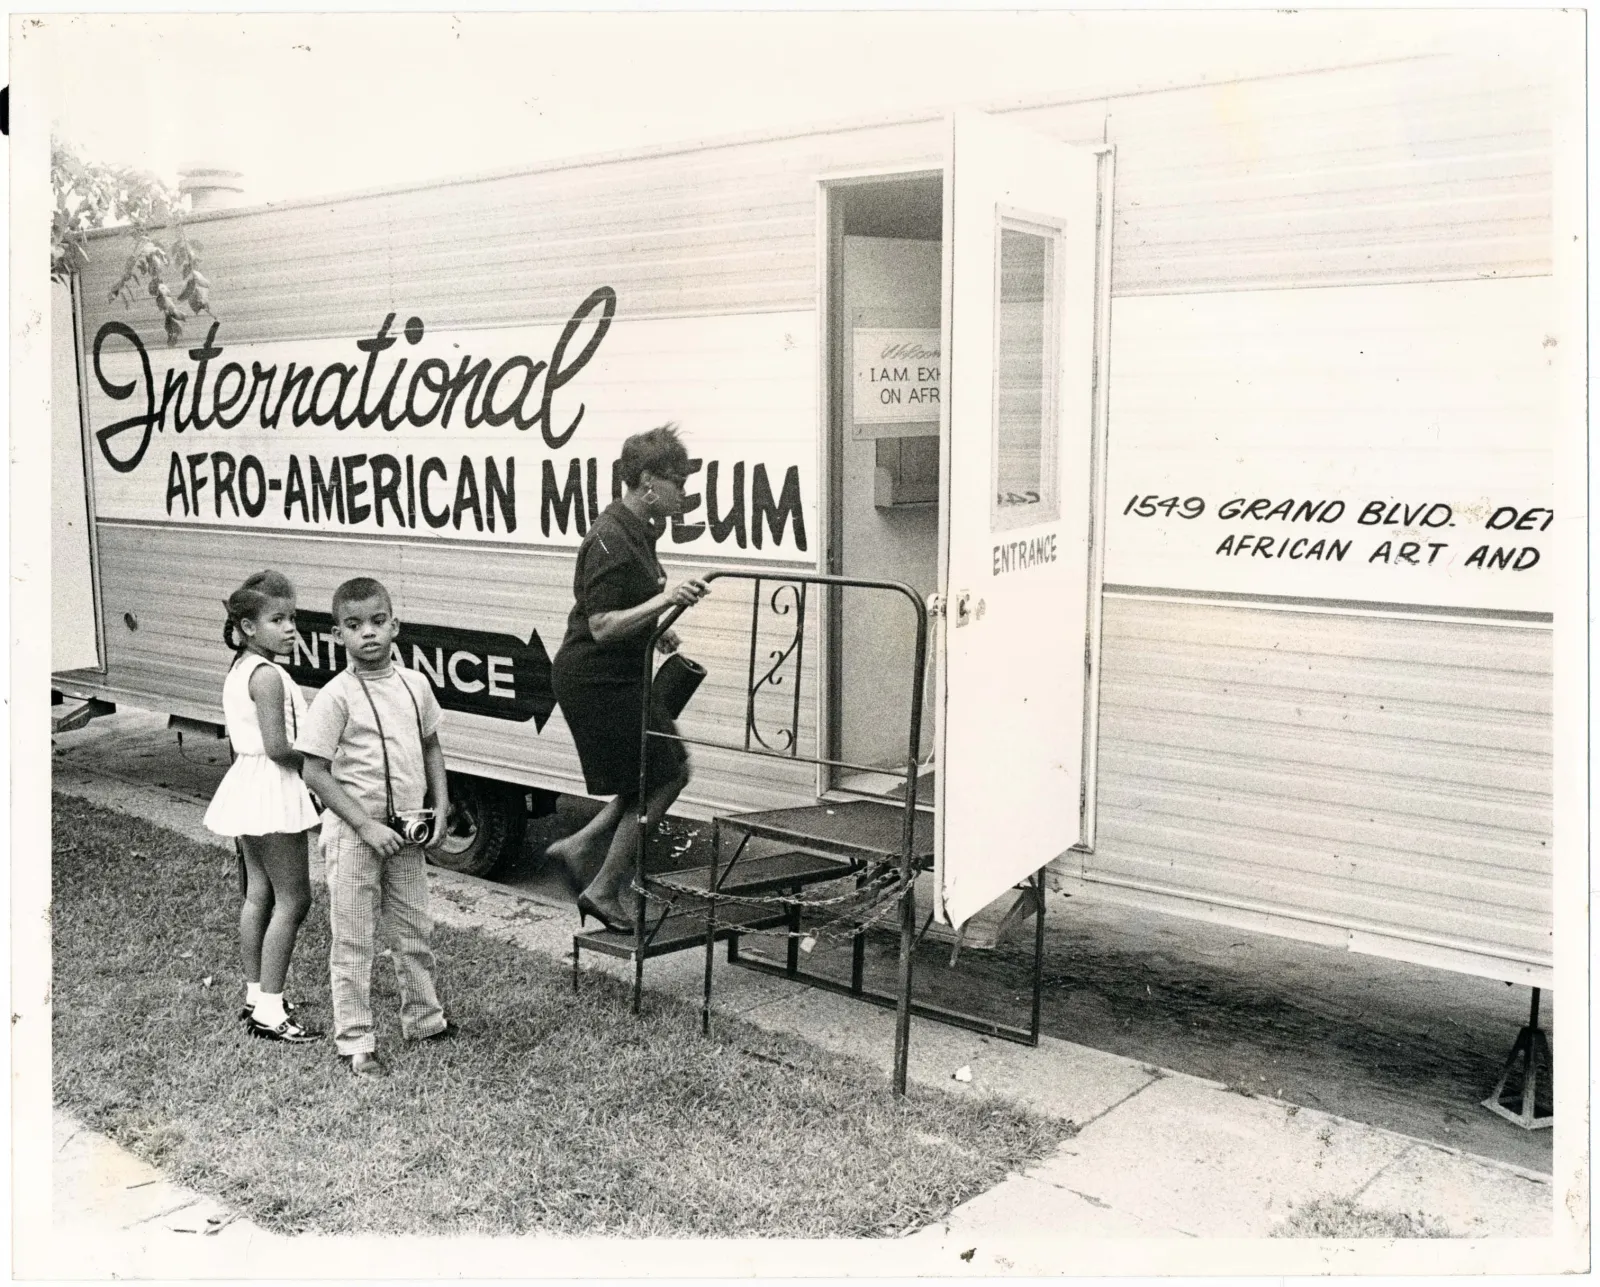 International
AFRO-AMERICAN MUSEUM
ENTRANCE
I.A.M. EXH
ON AFR
ENTRANCE
1549 GRAND BLVD. DET
AFRICAN ART AND